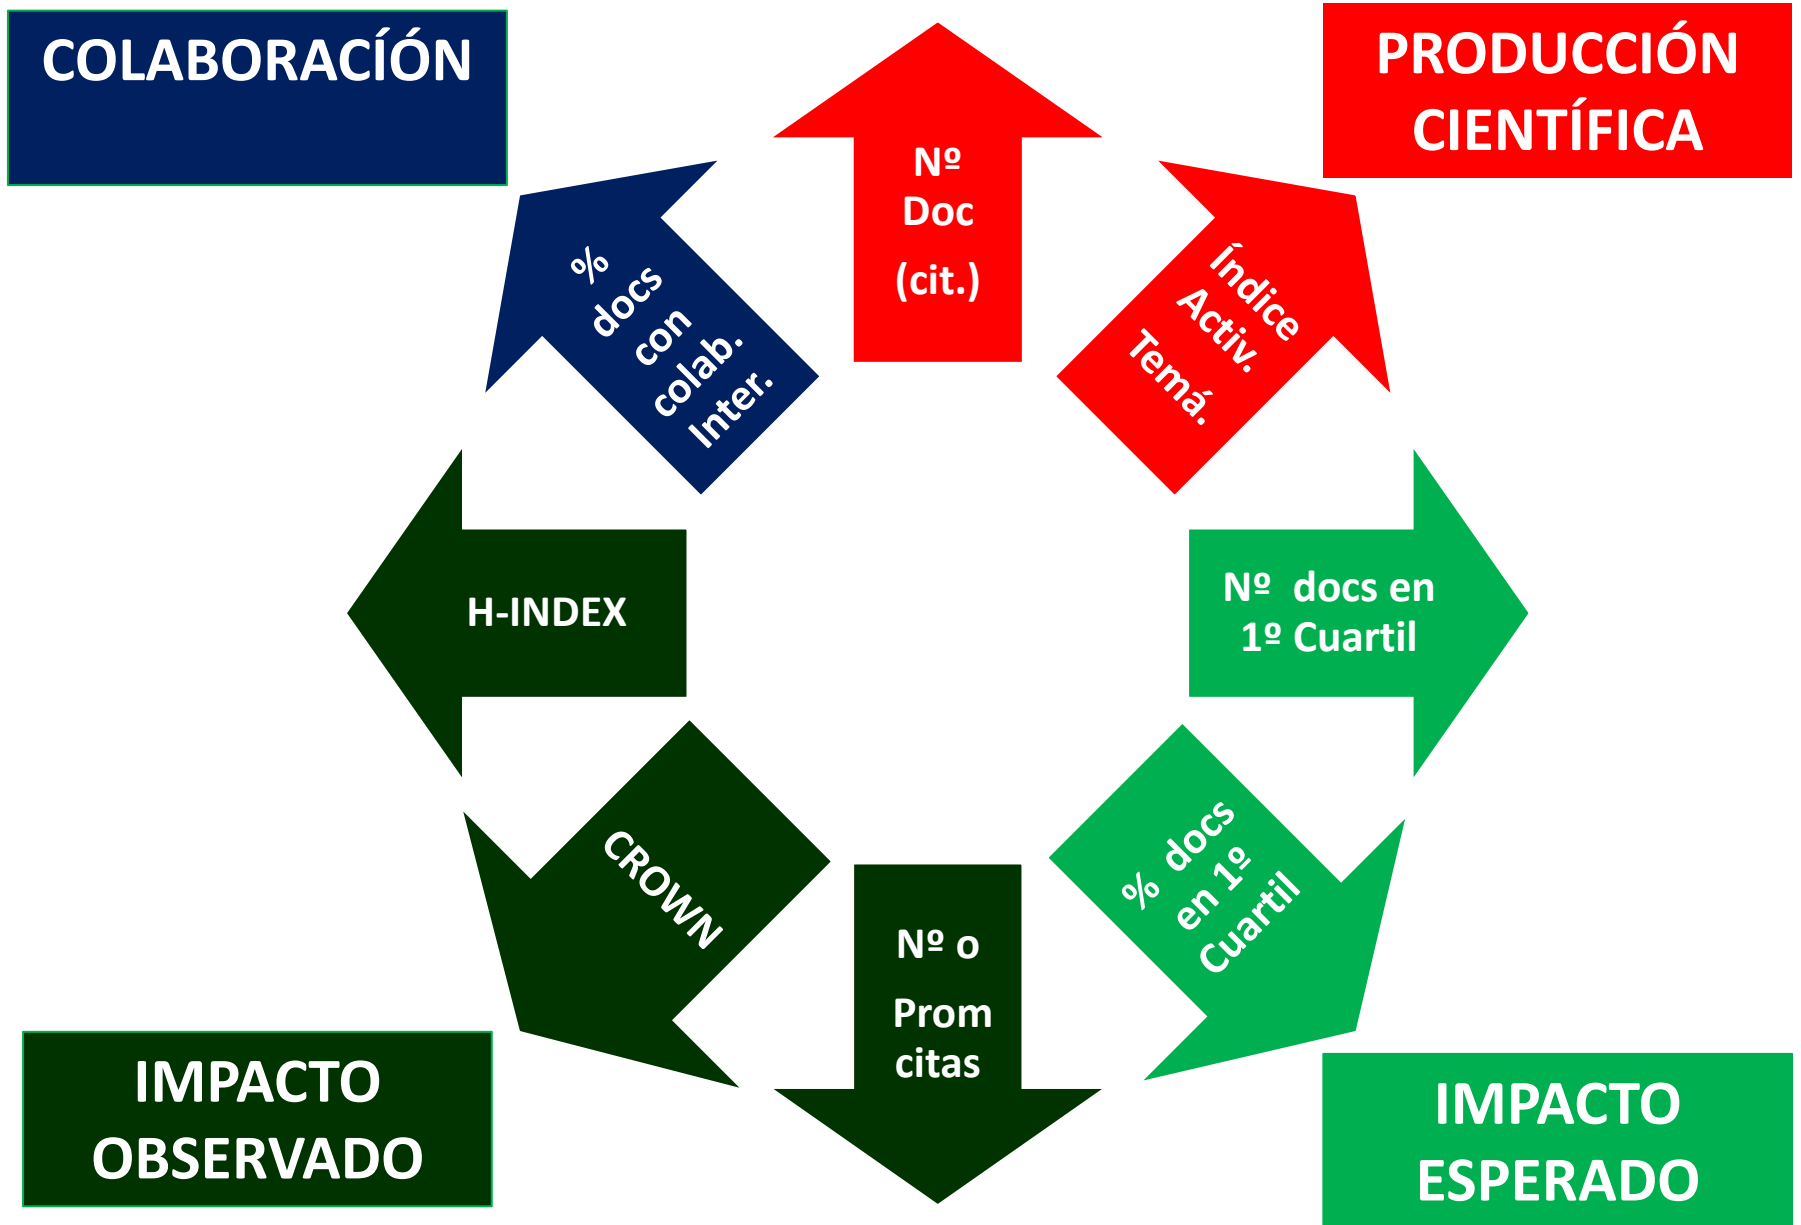 COLABORACÍÓN
PRODUCCIÓN
CIENTÍFICA
Nº
Doc
(cit.)
Índice
Activ.
Temá.
%
docs
con
colab.
Inter.
H-INDEX
Nº  docs en
1º Cuartil
CROWN
%  docs
en 1º
Cuartil
Nº o
Prom
citas
IMPACTO
OBSERVADO
IMPACTO
ESPERADO